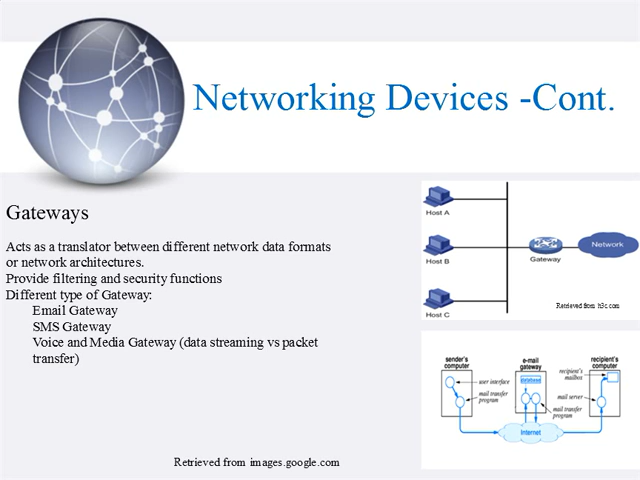 Networking Devices -Cont.
Gateways
Acts as a translator between different network data formats
or network architectures.
Provide filtering and security functions
Different type of Gateway:
Email Gateway
SMS Gateway
Voice and Media Gateway (data streaming vs packet
transfer)
Retrieved from images.google.com
Host A
Host B
Host C
Gateway
Network
Retrieved from h3c.com
sender's
computer
e-mail
gateway
recipient's
computer
recipient's
mailbox
user interface
mail transfer
program
mail server
mail transfer
program
Internet